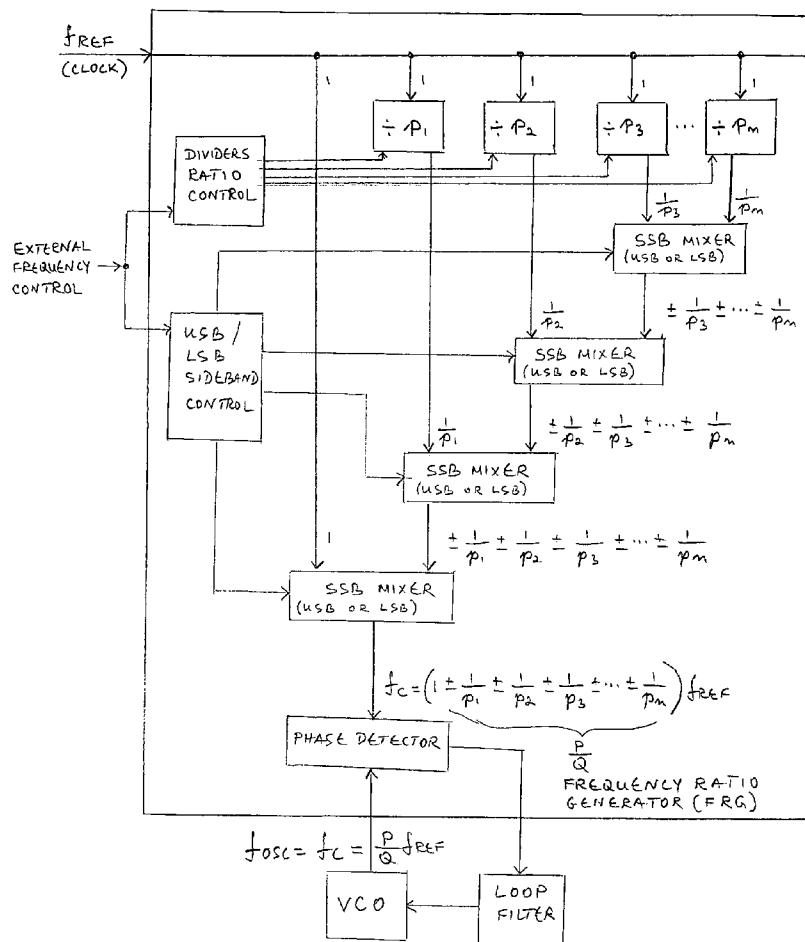 fREF
(CLOCK)
1
1
1
1
1
÷ p1
÷ p2
÷ p3
...
÷ pm
DIVIDERS
RATIO
CONTROL
1/p3
1/pm
EXTERNAL
FREQUENCY
CONTROL
SSB MIXER
(USB OR LSB)
± 1/p3 ± ... ± 1/pm
USB /
LSB
SIDEBAND
CONTROL
1/p2
SSB MIXER
(USB OR LSB)
± 1/p2 ± 1/p3 ± ... ± 1/pm
1/p1
SSB MIXER
(USB OR LSB)
± 1/p1 ± 1/p2 ± 1/p3 ± ... ± 1/pm
1
SSB MIXER
(USB OR LSB)
fc = (1 ± 1/p1 ± 1/p2 ± 1/p3 ± ... ± 1/pm) fREF
P/Q
PHASE DETECTOR
FREQUENCY RATIO
GENERATOR (FRG)
fosc = fc = P/Q fREF
VCO
LOOP
FILTER